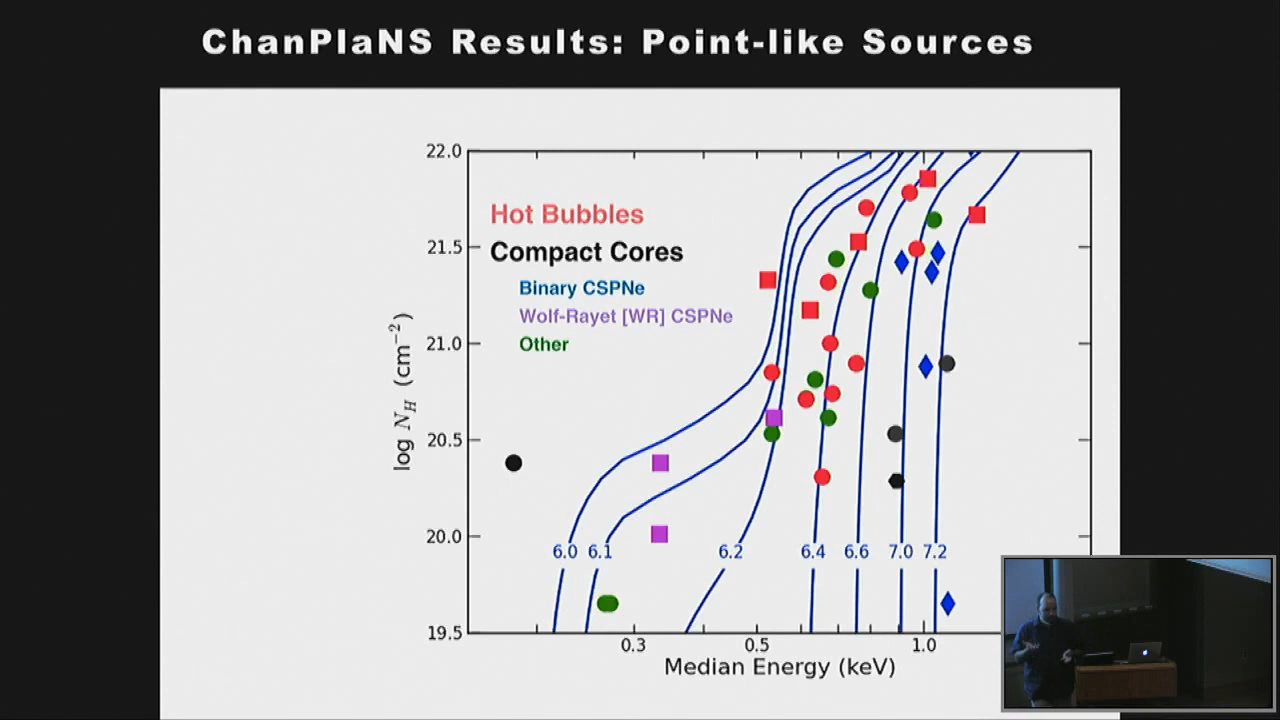 ChanPlaNS Results: Point-like Sources
22.0
21.5
21.0
20.5
20.0
19.5
log N_H (cm^{-2})
Hot Bubbles
Compact Cores
Binary CSPNe
Wolf-Rayet [WR] CSPNe
Other
6.0 6.1 6.2 6.4 6.6 7.0 7.2
0.3 0.5 1.0
Median Energy (keV)